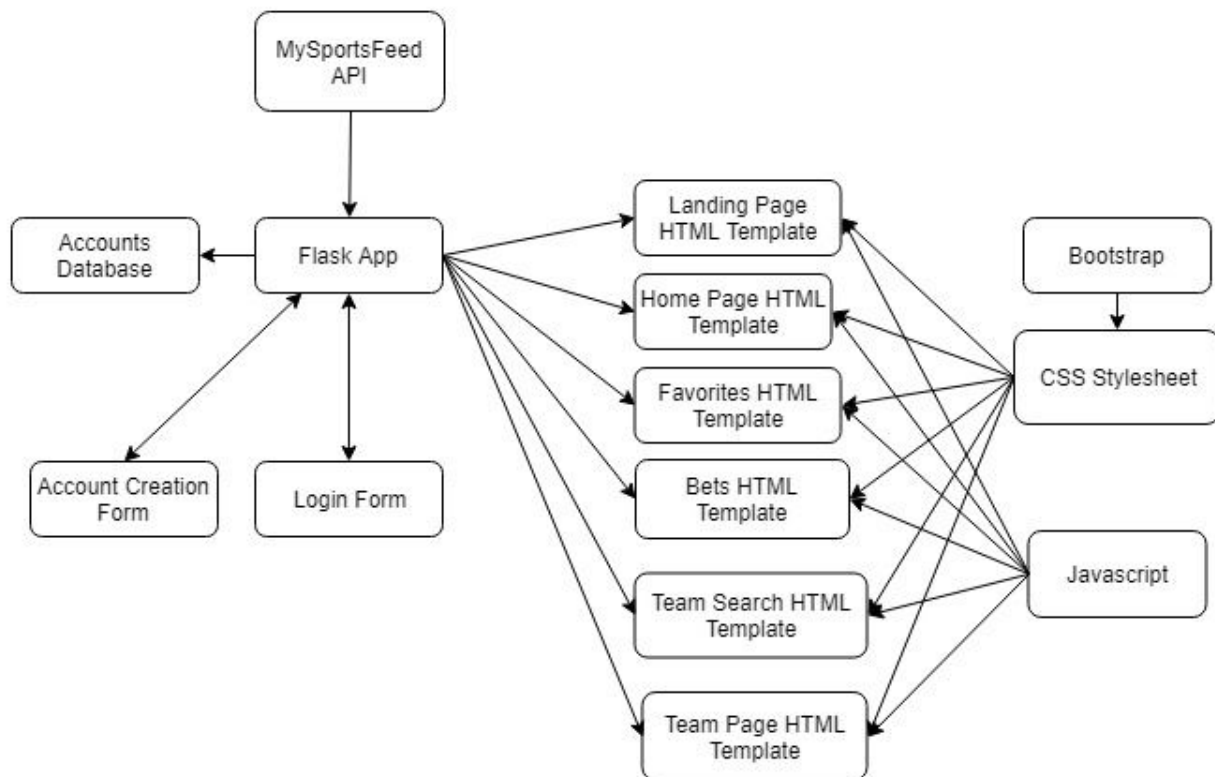 MySportsFeed
API
Accounts
Database
Flask App
Account Creation
Form
Login Form
Landing Page
HTML Template
Home Page HTML
Template
Favorites HTML
Template
Bets HTML
Template
Team Search HTML
Template
Team Page HTML
Template
Bootstrap
CSS Stylesheet
Javascript